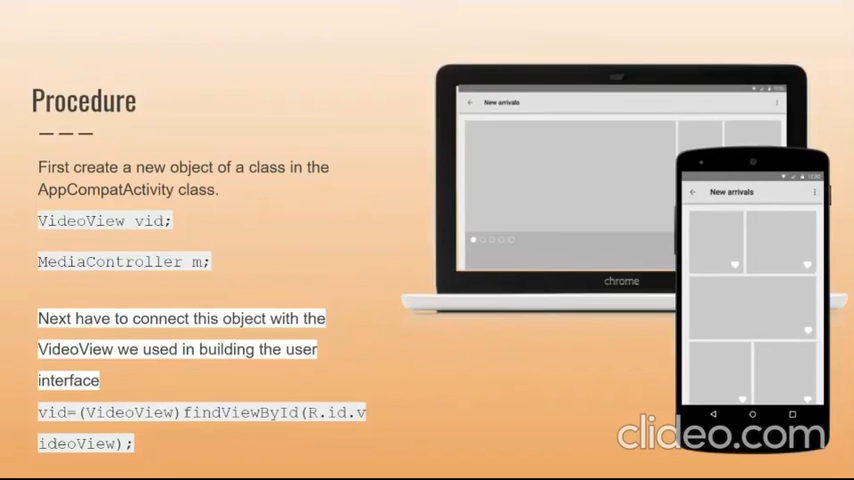 Procedure
First create a new object of a class in the
AppCompatActivity class.
VideoView vid;
MediaController m;
Next have to connect this object with the
VideoView we used in building the user
interface
vid=(VideoView)findViewById(R.id.v
ideoView);
New arrivals
chrome
New arrivals
clideo.com